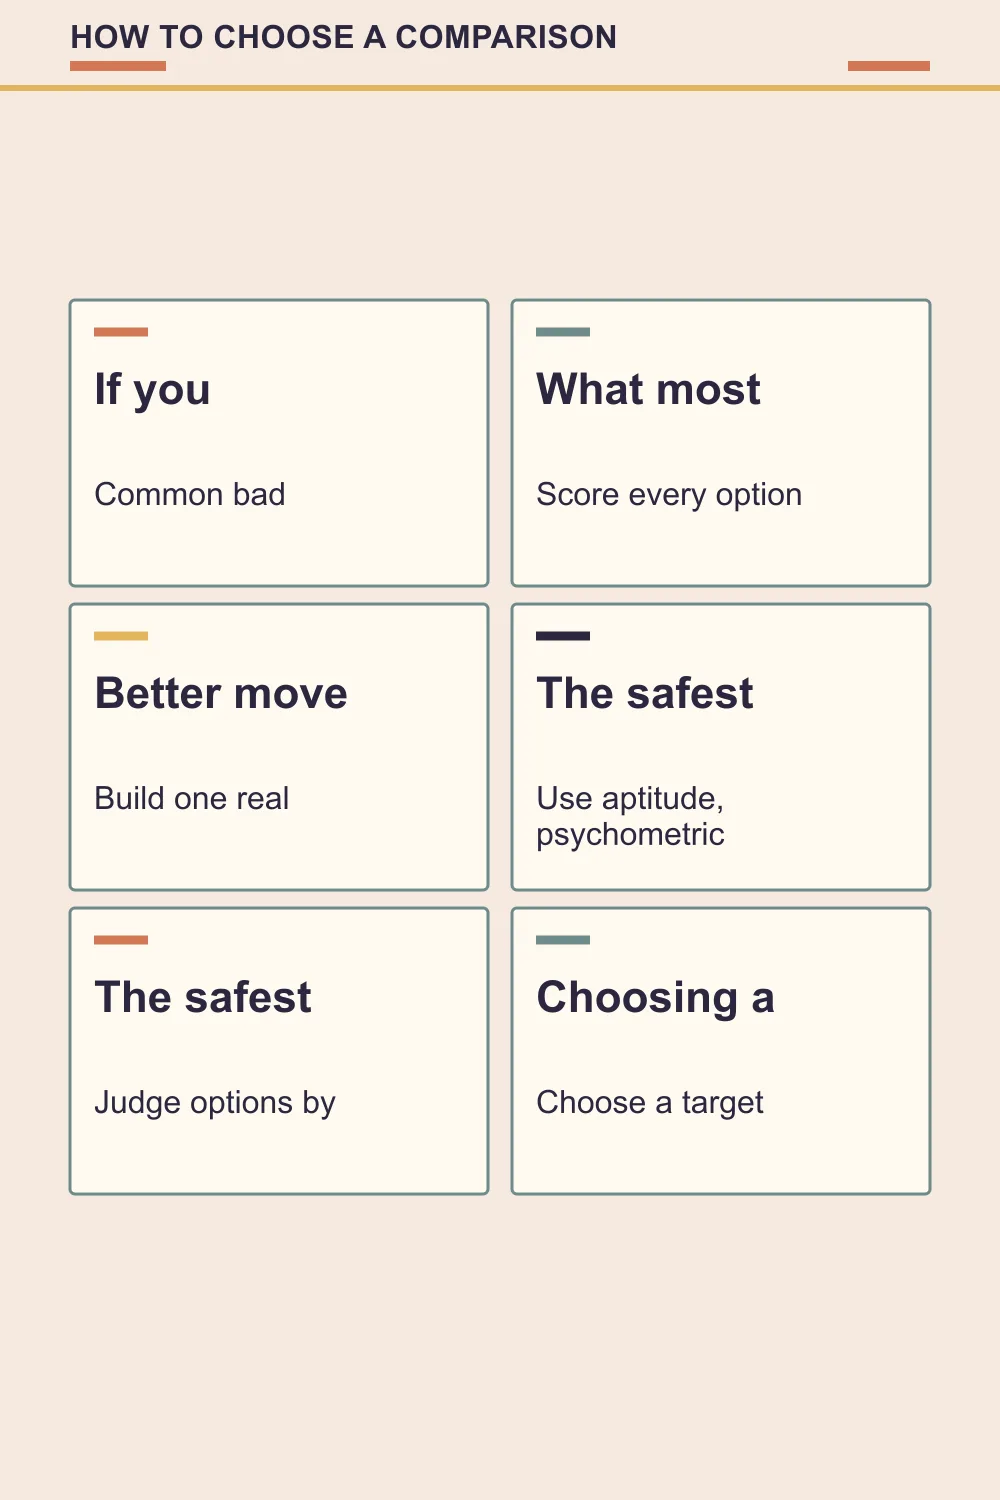 HOW TO CHOOSE A COMPARISON
If you
Common bad
What most
Score every option
Better move
Build one real
The safest
Use aptitude,
psychometric
The safest
Judge options by
Choosing a
Choose a target